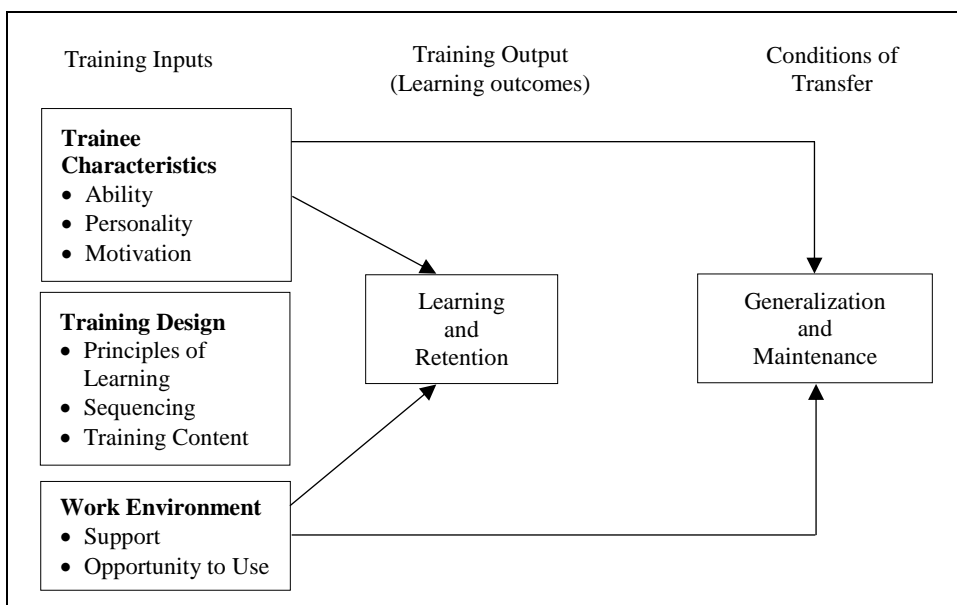 Training Inputs
Training Output
(Learning outcomes)
Conditions of
Transfer
Trainee
Characteristics
• Ability
• Personality
• Motivation
Training Design
• Principles of
Learning
• Sequencing
• Training Content
Work Environment
• Support
• Opportunity to Use
Learning
and
Retention
Generalization
and
Maintenance